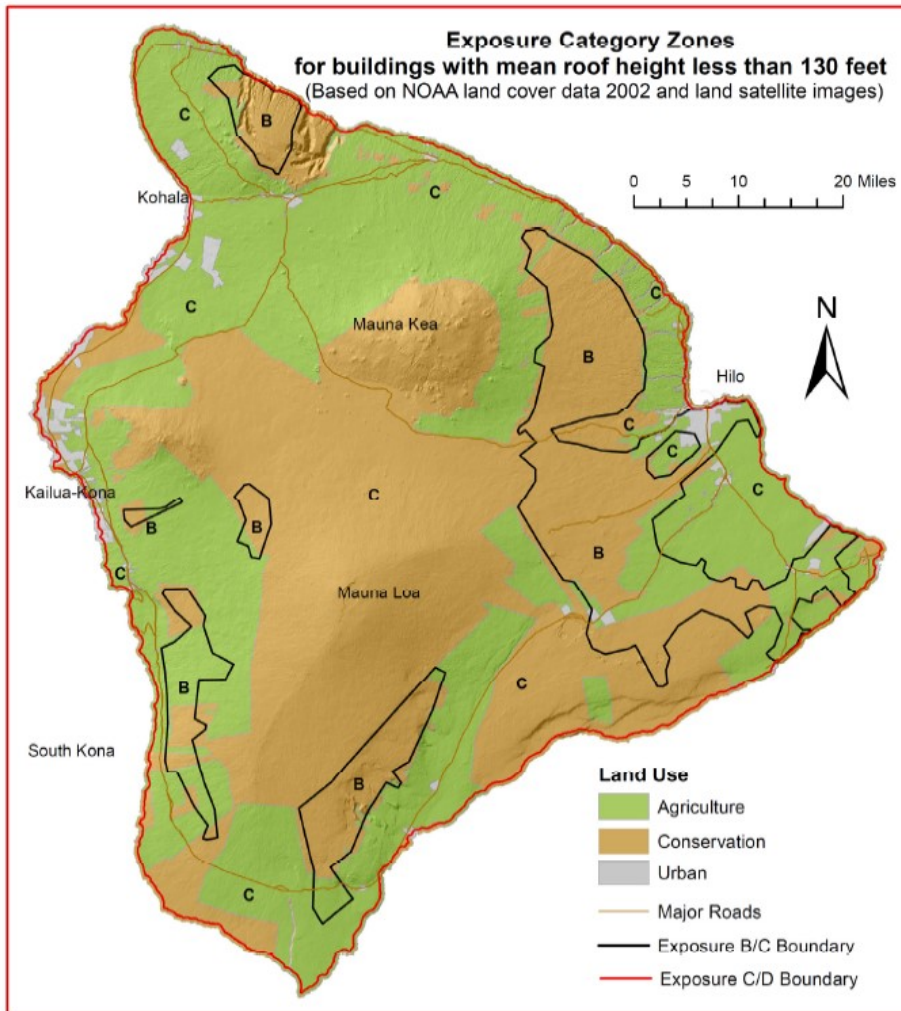 Exposure Category Zones
for buildings with mean roof height less than 130 feet
(Based on NOAA land cover data 2002 and land satellite images)
C
B
Kohala
C
0 5 10 20 Miles
C
C
Mauna Kea
N
B
Hilo
C
C
C
Kailua-Kona
B
B
C
B
C
Mauna Loa
B
C
South Kona
B
C
Land Use
Agriculture
Conservation
Urban
Major Roads
Exposure B/C Boundary
Exposure C/D Boundary